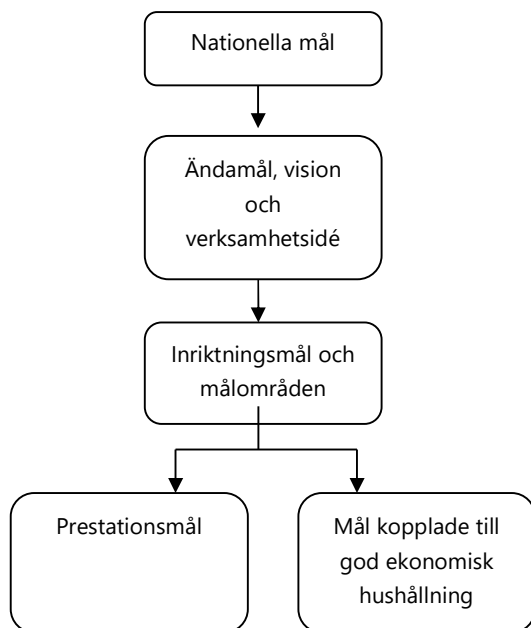 Nationella mål
Ändamål, vision
och
verksamhetsidé
Inriktningsmål och
målområden
Prestationsmål
Mål kopplade till
god ekonomisk
hushållning